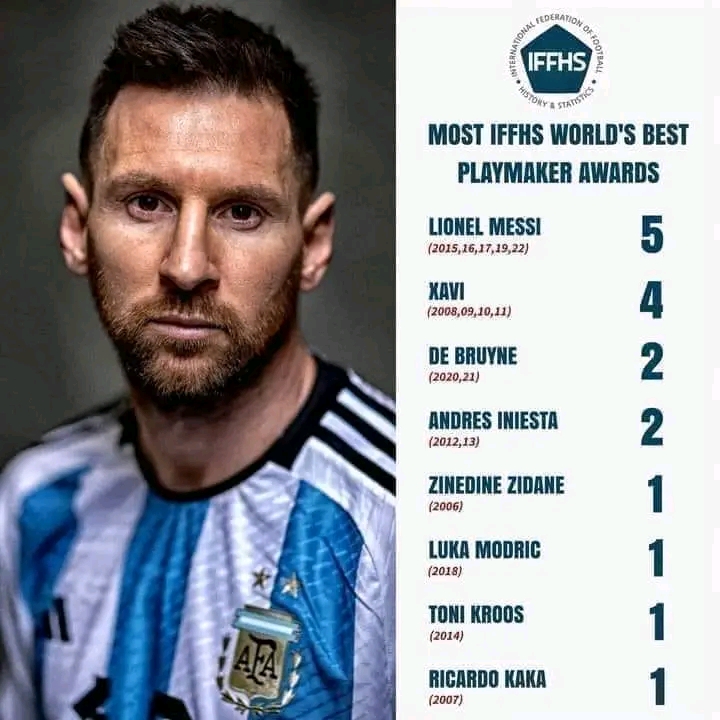 INTERNATIONAL FEDERATION OF FOOTBALL
IFFHS
HISTORY & STATISTICS
MOST IFFHS WORLD'S BEST
PLAYMAKER AWARDS
LIONEL MESSI 5
(2015,16,17,19,22)
XAVI 4
(2008,09,10,11)
DE BRUYNE 2
(2020,21)
ANDRES INIESTA 2
(2012,13)
ZINEDINE ZIDANE 1
(2006)
LUKA MODRIC 1
(2018)
TONI KROOS 1
(2014)
RICARDO KAKA 1
(2007)
AFA